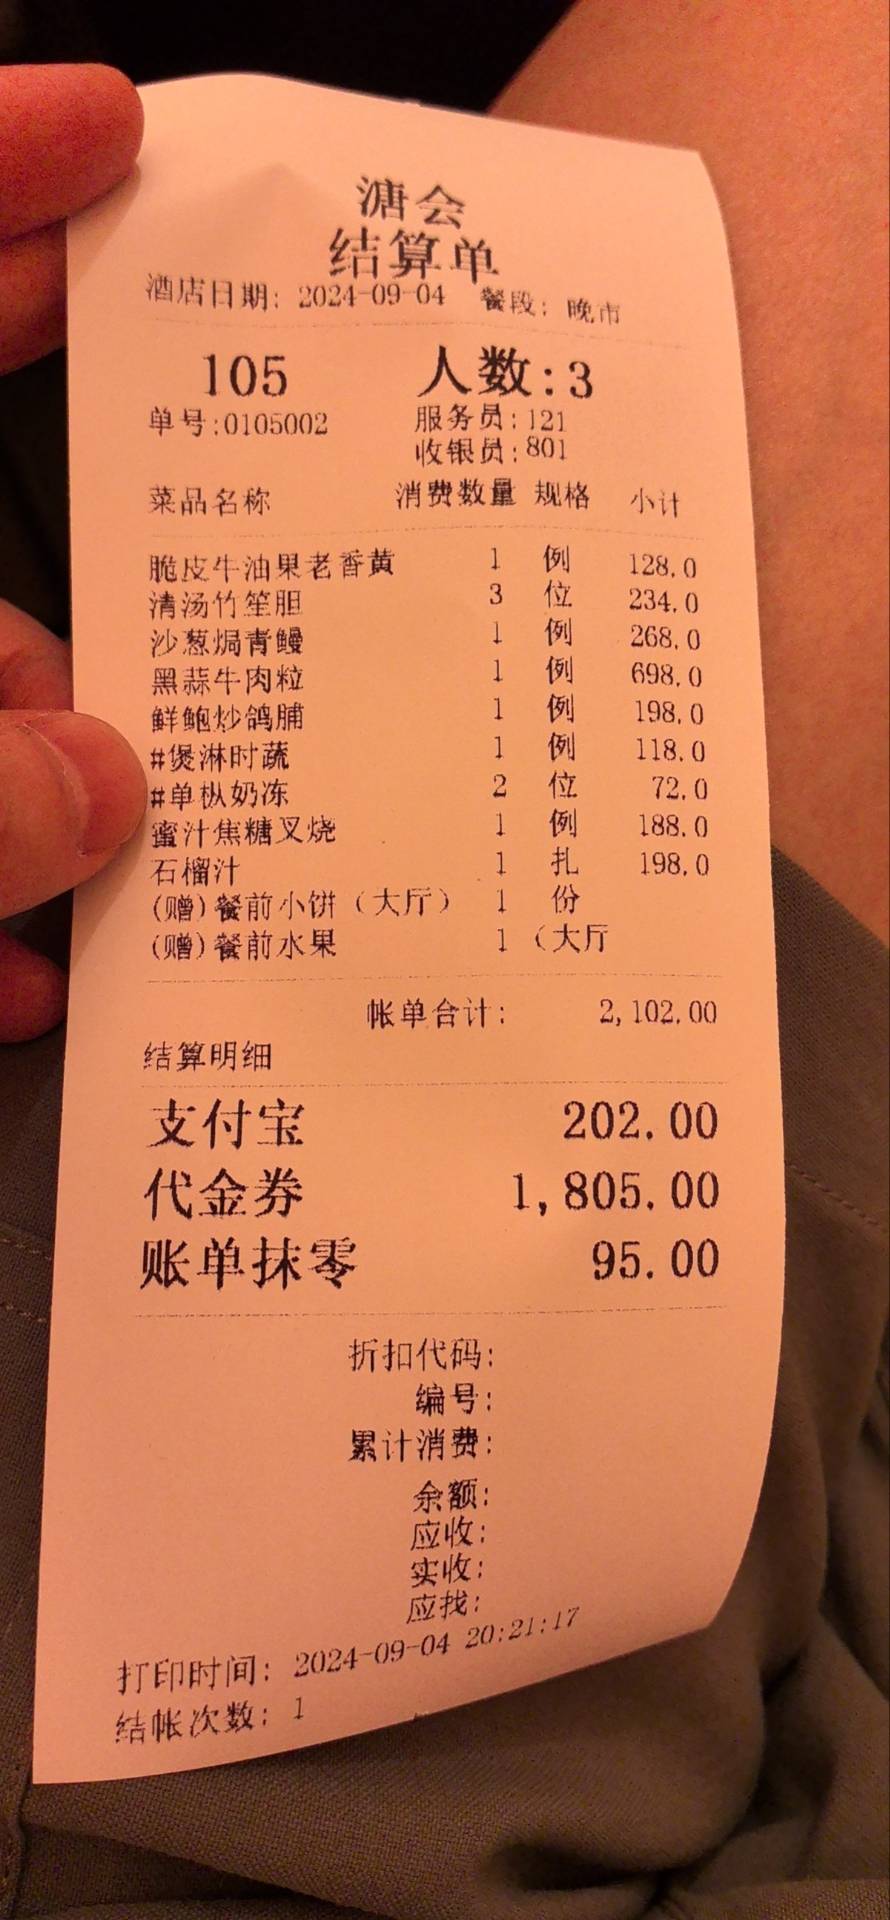 溏会
结算单
酒店日期: 2024-09-04 餐段: 晚市
105 人数:3
单号:0105002 服务员:121
收银员:801
菜品名称 消费数量 规格 小计
脆皮牛油果老香黄 1 例 128.0
清汤竹笙胆 3 位 234.0
沙葱焗青鳗 1 例 268.0
黑蒜牛肉粒 1 例 698.0
鲜鲍炒鸽脯 1 例 198.0
#煲淋时蔬 1 例 118.0
#单枞奶冻 2 位 72.0
蜜汁焦糖叉烧 1 例 188.0
石榴汁 1 扎 198.0
(赠)餐前小饼（大厅） 1 份
(赠)餐前水果 1 （大厅
帐单合计: 2,102.00
结算明细
支付宝 202.00
代金券 1,805.00
账单抹零 95.00
折扣代码:
编号:
累计消费:
余额:
应收:
实收:
应找:
打印时间: 2024-09-04 20:21:17
结帐次数: 1